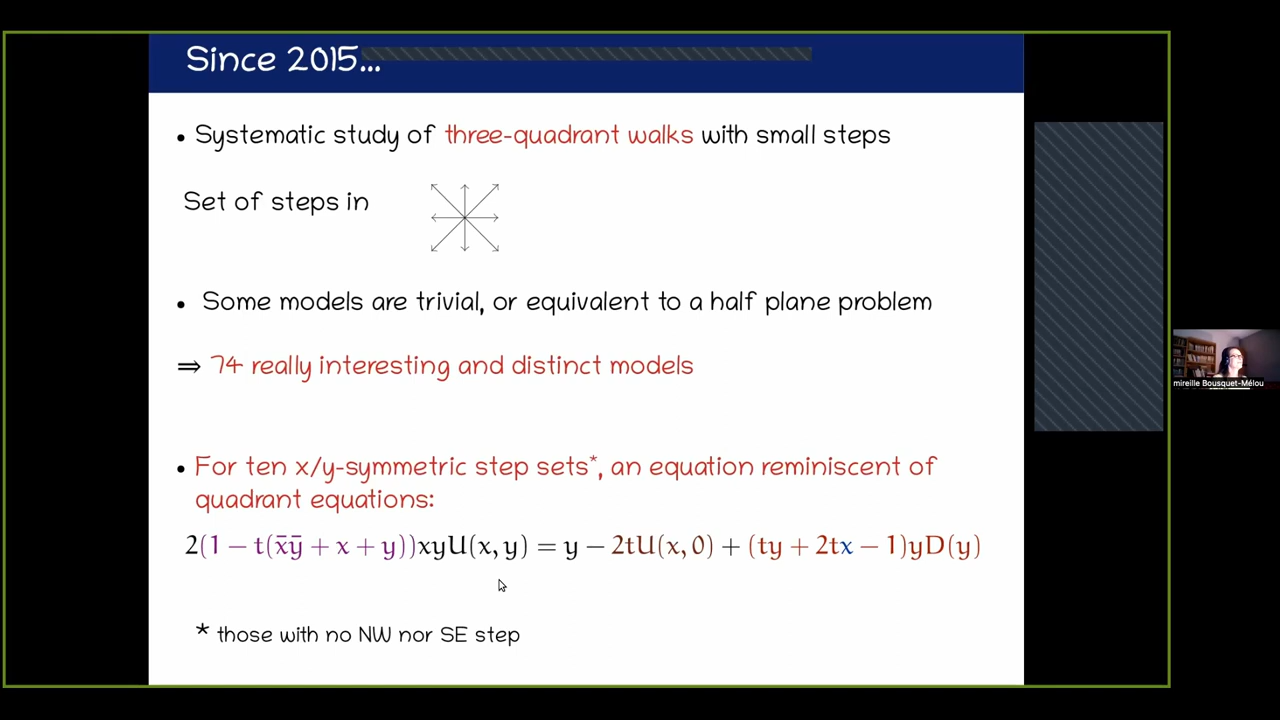 Since 2015...
• Systematic study of three-quadrant walks with small steps
Set of steps in
• Some models are trivial, or equivalent to a half plane problem
⇒ 74 really interesting and distinct models
• For ten x/y-symmetric step sets*, an equation reminiscent of
quadrant equations:
2(1 − t(x̄ȳ + x + y))xyU(x, y) = y − 2tU(x, 0) + (ty + 2tx − 1)yD(y)
* those with no NW nor SE step
mireille Bousquet-Mélou